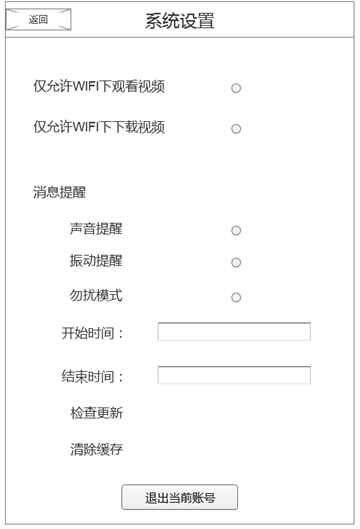 返回
系统设置
仅允许WIFI下观看视频
仅允许WIFI下下载视频
消息提醒
声音提醒
振动提醒
勿扰模式
开始时间：
结束时间：
检查更新
清除缓存
退出当前账号